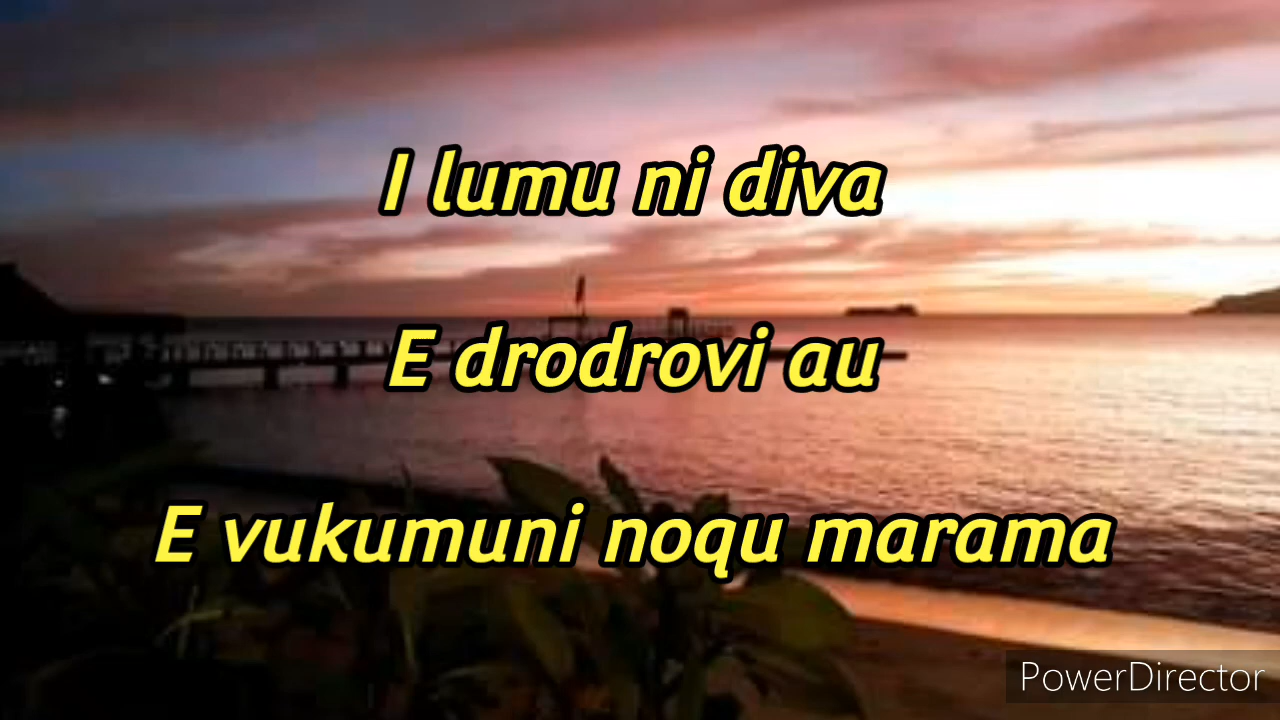 I lumu ni diva
E drodrovi au
E vukumuni noqu marama
PowerDirector